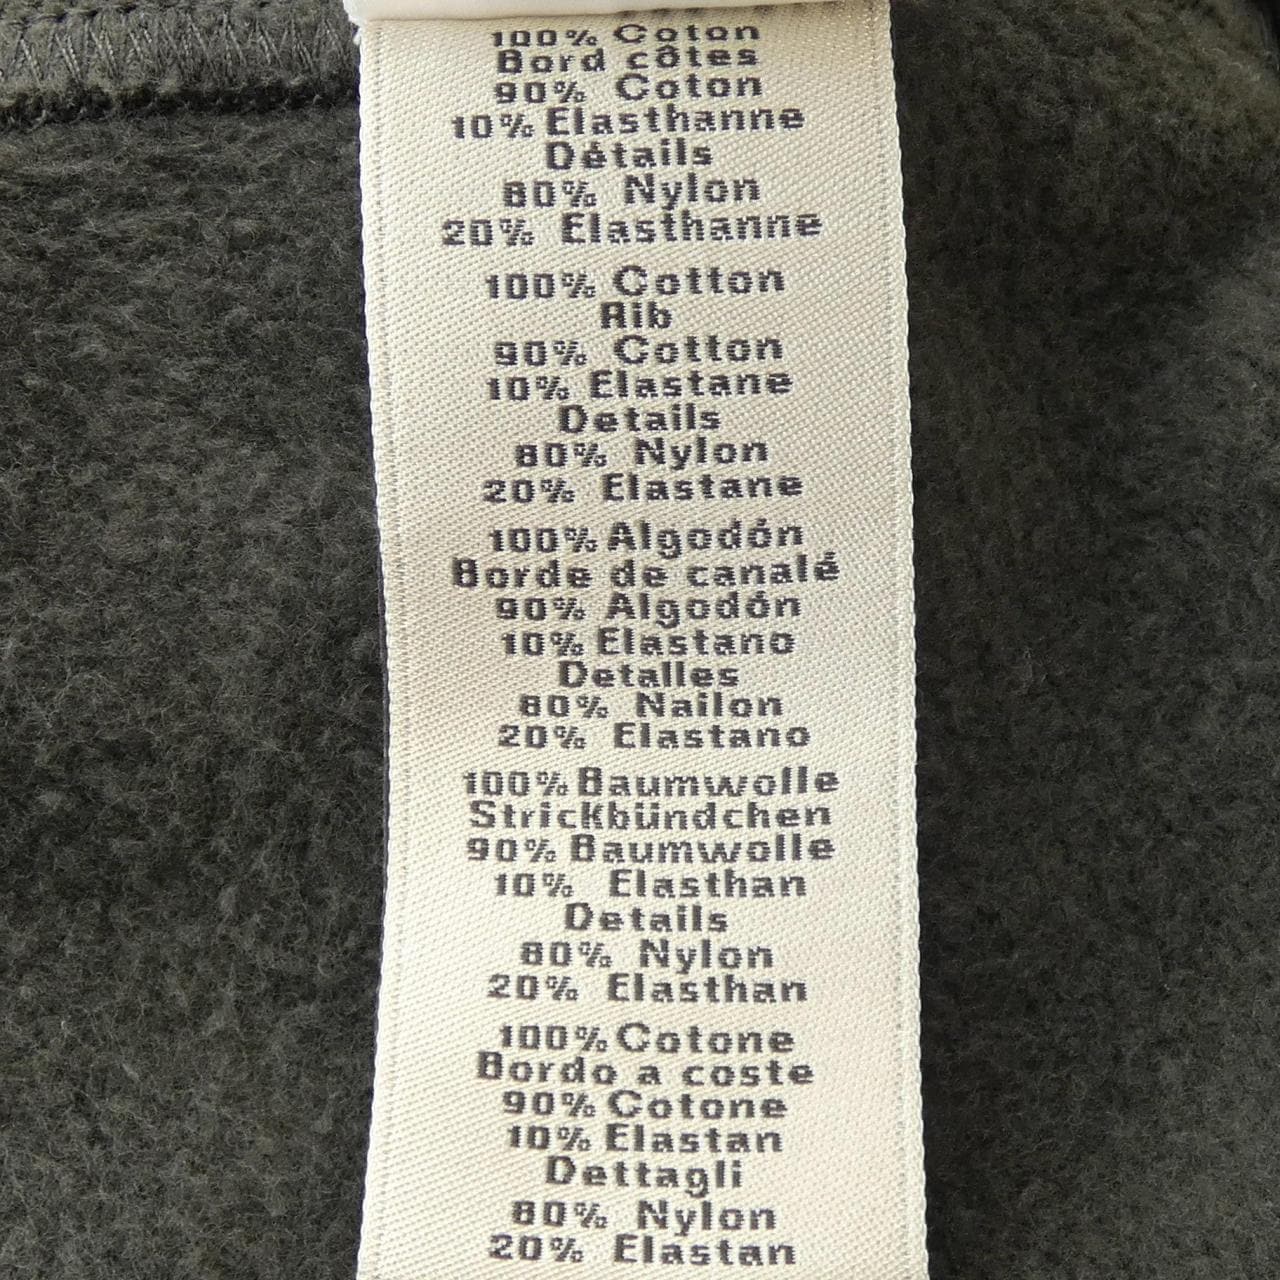 100% Coton
Bord côtes
90% Coton
10% Elasthanne
Détails
80% Nylon
20% Elasthanne
100% Cotton
Rib
90% Cotton
10% Elastane
Details
80% Nylon
20% Elastane
100% Algodón
Borde de canalé
90% Algodón
10% Elastano
Detalles
80% Nailon
20% Elastano
100% Baumwolle
Strickbündchen
90% Baumwolle
10% Elasthan
Details
80% Nylon
20% Elasthan
100% Cotone
Bordo a coste
90% Cotone
10% Elastan
Dettagli
80% Nylon
20% Elastan